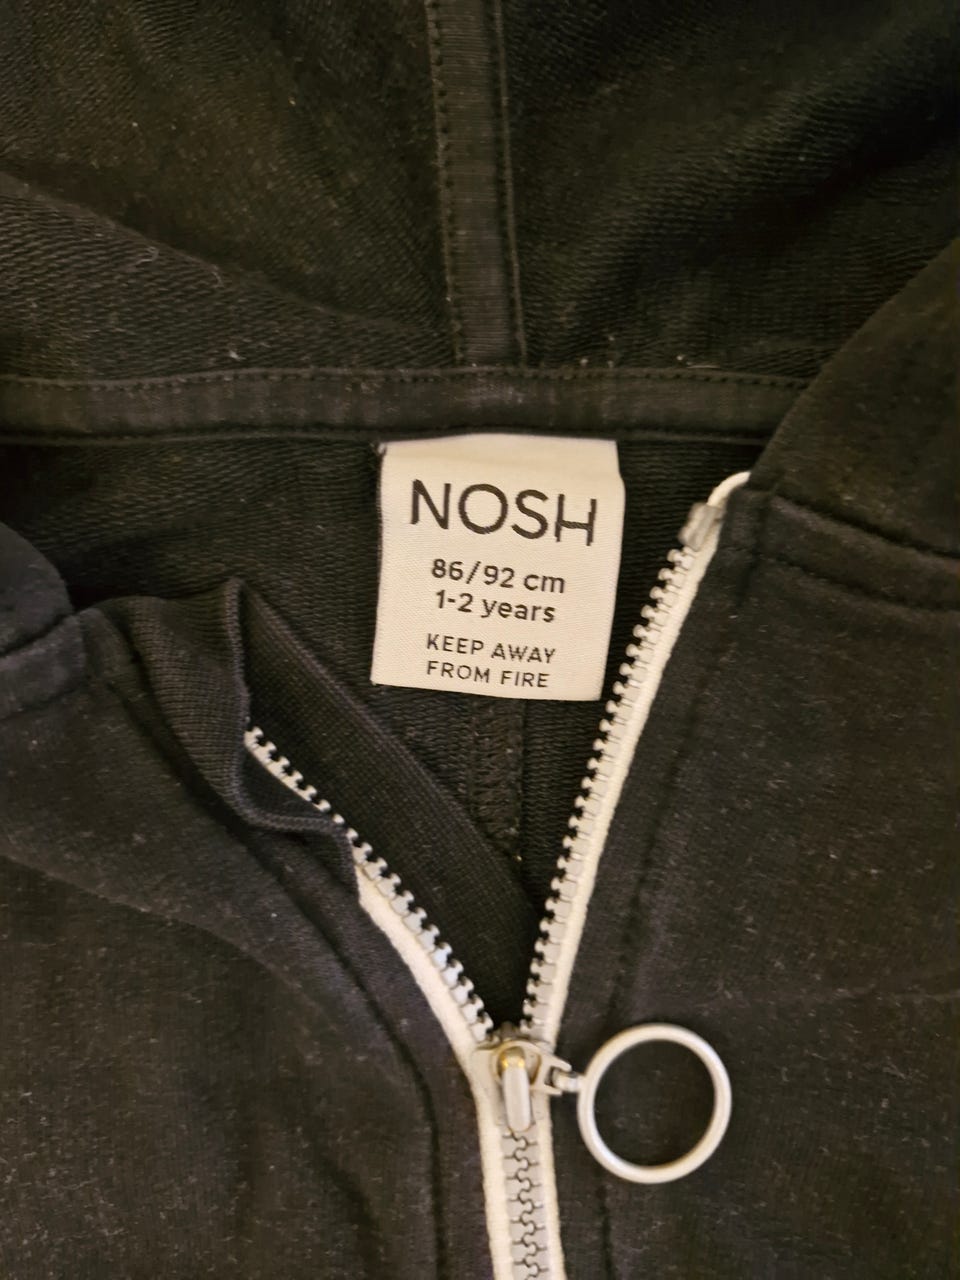 NOSH
86/92 cm
1-2 years
KEEP AWAY
FROM FIRE